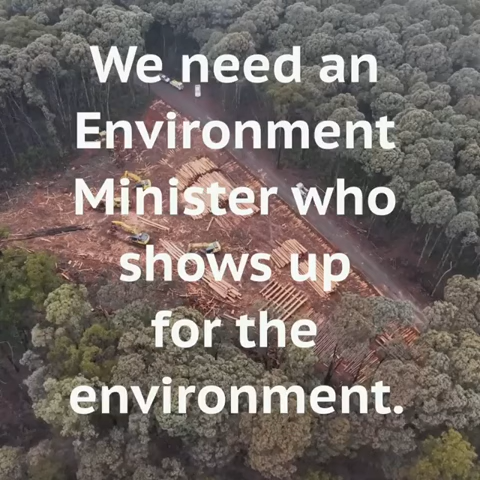 We need an
Environment
Minister who
shows up
for the
environment.